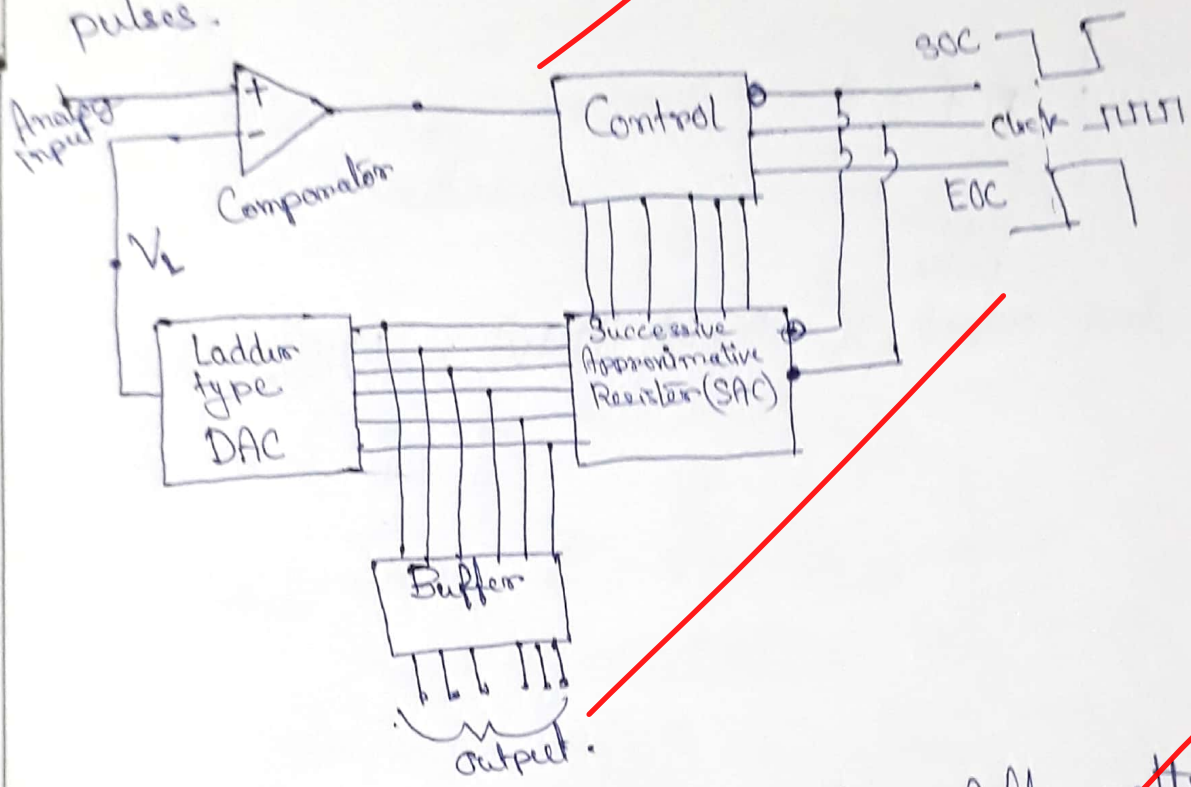 pulses.
SOC
Analog
input
+
-
Comparator
Control
Clock
EOC
V₁
Ladder
type
DAC
Successive
Approximative
Register (SAC)
Buffer
output.